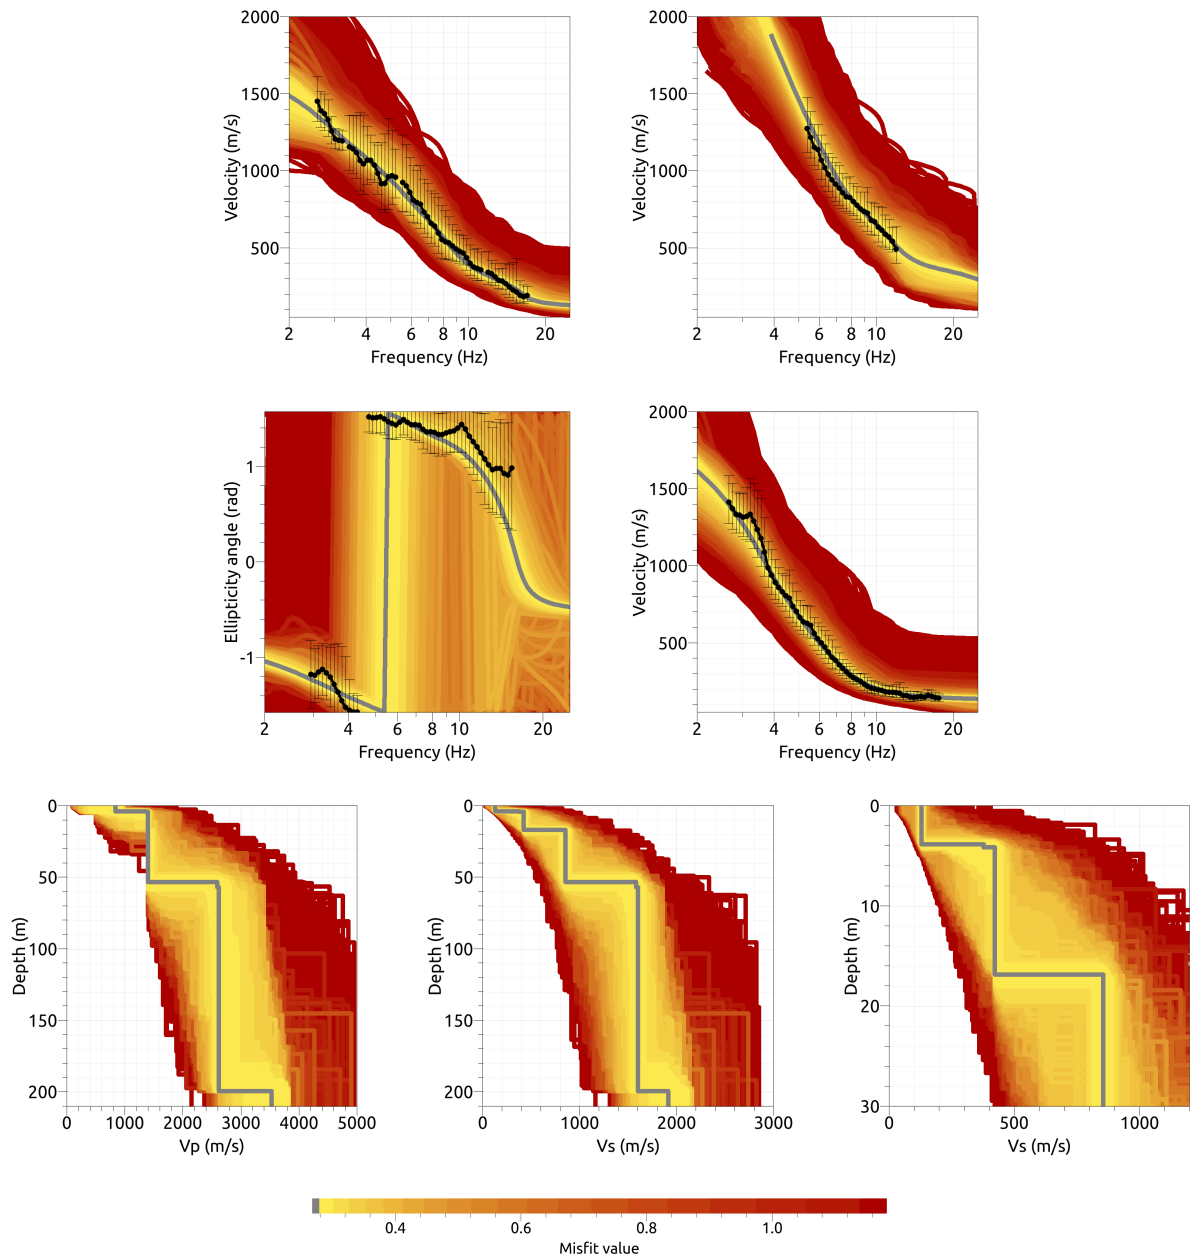 2000
1500
1000
500
Velocity (m/s)
2 4 6 8 10 20
Frequency (Hz)
2000
1500
1000
500
Velocity (m/s)
2 4 6 8 10 20
Frequency (Hz)
1
0
-1
Ellipticity angle (rad)
2 4 6 8 10 20
Frequency (Hz)
2000
1500
1000
500
Velocity (m/s)
2 4 6 8 10 20
Frequency (Hz)
0
50
100
150
200
Depth (m)
0 1000 2000 3000 4000 5000
Vp (m/s)
0
50
100
150
200
Depth (m)
0 1000 2000 3000
Vs (m/s)
0
10
20
30
Depth (m)
0 500 1000
Vs (m/s)
0.4 0.6 0.8 1.0
Misfit value